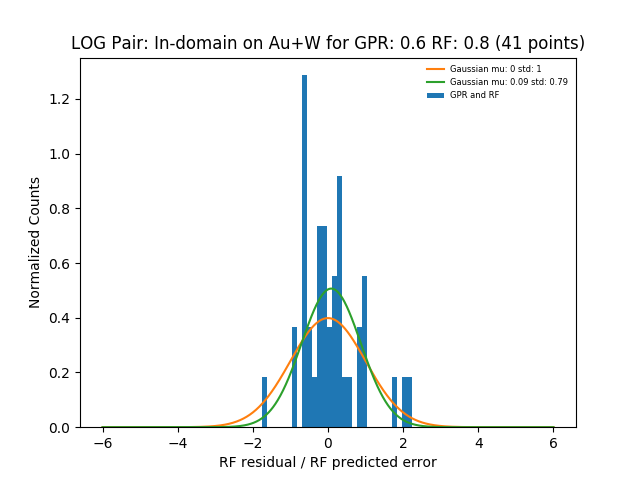 LOG Pair: In-domain on Au+W for GPR: 0.6 RF: 0.8 (41 points)
Gaussian mu: 0 std: 1
Gaussian mu: 0.09 std: 0.79
GPR and RF
Normalized Counts
1.2
1.0
0.8
0.6
0.4
0.2
0.0
−6 −4 −2 0 2 4 6
RF residual / RF predicted error